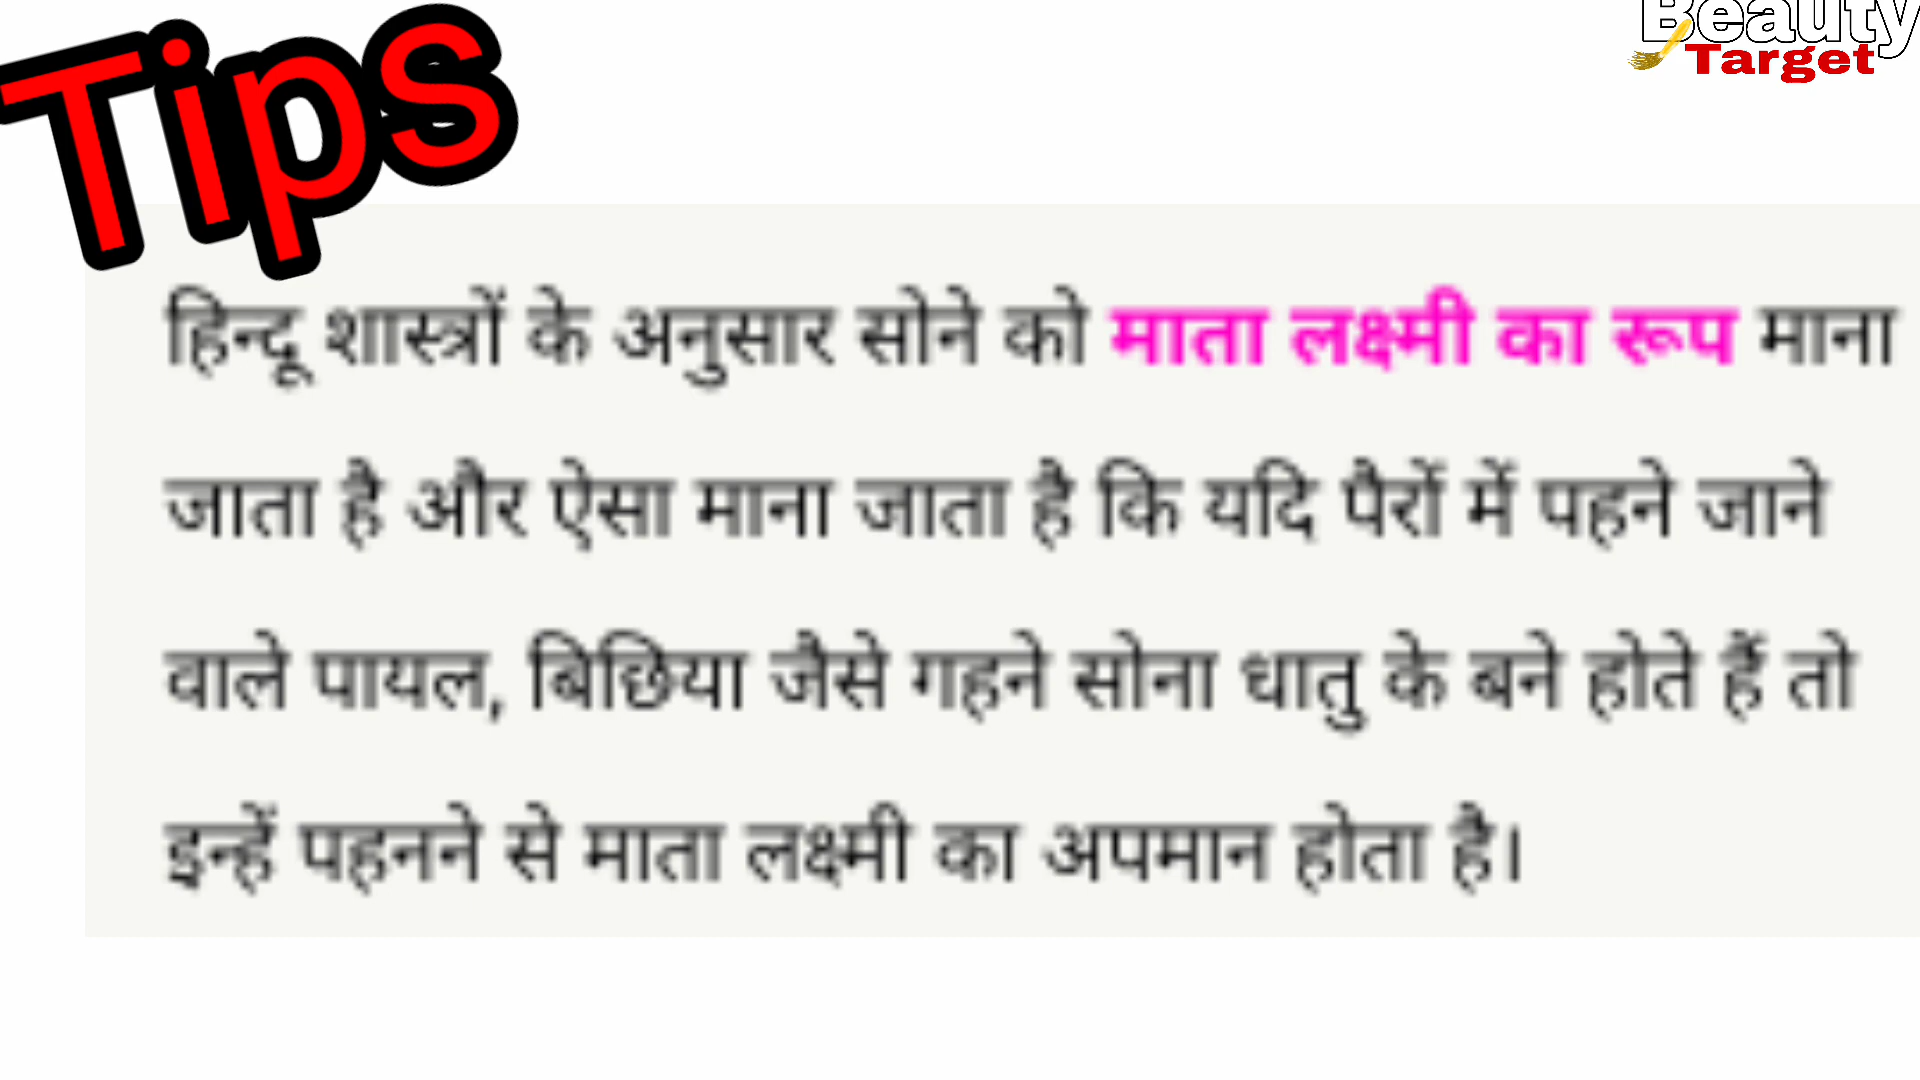 Tips
Beauty
Target
हिन्दू शास्त्रों के अनुसार सोने को माता लक्ष्मी का रूप माना
जाता है और ऐसा माना जाता है कि यदि पैरों में पहने जाने
वाले पायल, बिछिया जैसे गहने सोना धातु के बने होते हैं तो
इन्हें पहनने से माता लक्ष्मी का अपमान होता है।